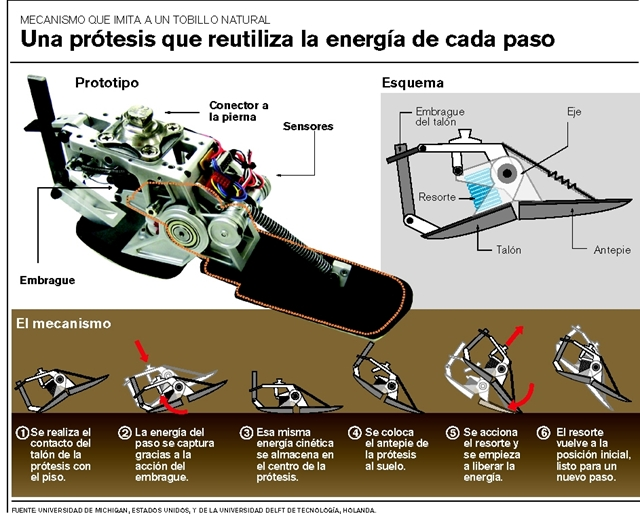 MECANISMO QUE IMITA A UN TOBILLO NATURAL
Una prótesis que reutiliza la energía de cada paso
Prototipo
Conector a
la pierna
Sensores
Embrague
Esquema
Embrague
del talón
Eje
Resorte
Talón
Antepie
El mecanismo
1 Se realiza el
contacto del
talón de la
prótesis con
el piso.
2 La energía del
paso se captura
gracias a la
acción del
embrague.
3 Esa misma
energía cinética
se almacena en
el centro de la
prótesis.
4 Se coloca
el antepie de
la prótesis
al suelo.
5 Se acciona
el resorte y
se empieza
a liberar la
energía.
6 El resorte
vuelve a la
posición inicial,
listo para un
nuevo paso.
FUENTE: UNIVERSIDAD DE MICHIGAN, ESTADOS UNIDOS, Y DE LA UNIVERSIDAD DELFT DE TECNOLOGÍA, HOLANDA.